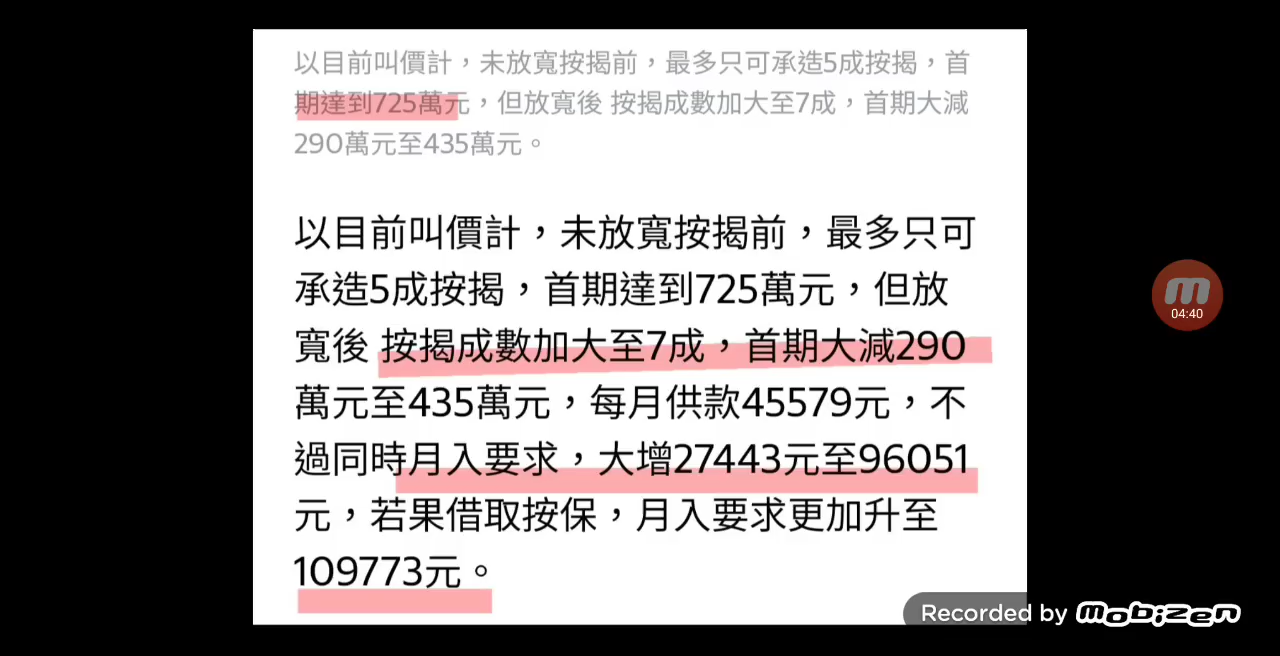 以目前叫價計，未放寬按揭前，最多只可承造5成按揭，首
期達到725萬元，但放寬後 按揭成數加大至7成，首期大減
290萬元至435萬元。
以目前叫價計，未放寬按揭前，最多只可
承造5成按揭，首期達到725萬元，但放
寬後 按揭成數加大至7成，首期大減290
萬元至435萬元，每月供款45579元，不
過同時月入要求，大增27443元至96051
元，若果借取按保，月入要求更加升至
109773元。
04:40
Recorded by mobizen